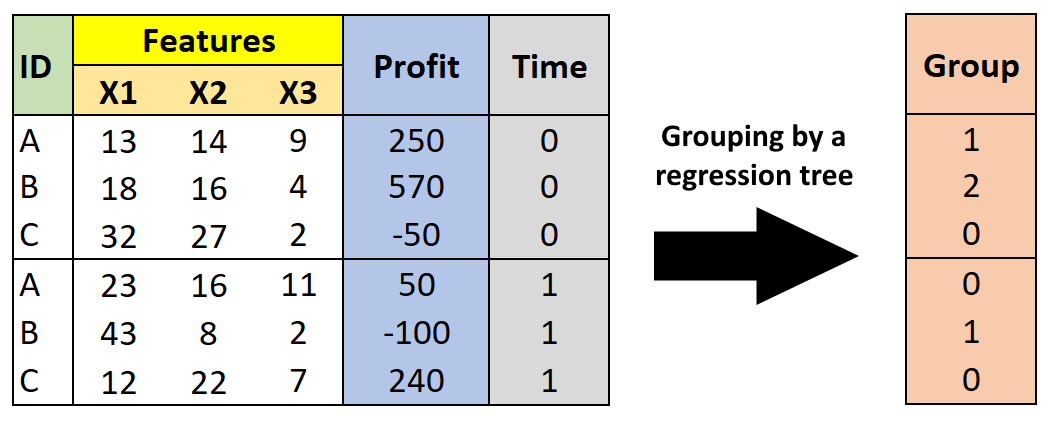 ID Features Profit Time Group
X1 X2 X3
A 13 14 9 250 0 1
B 18 16 4 570 0 2
C 32 27 2 -50 0 0
A 23 16 11 50 1 0
B 43 8 2 -100 1 1
C 12 22 7 240 1 0
Grouping by a
regression tree